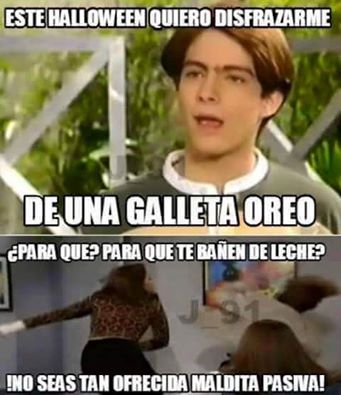 ESTE HALLOWEEN QUIERO DISFRAZARME
DE UNA GALLETA OREO
¿PARA QUE? PARA QUE TE BAÑEN DE LECHE?
J_91
!NO SEAS TAN OFRECIDA MALDITA PASIVA!